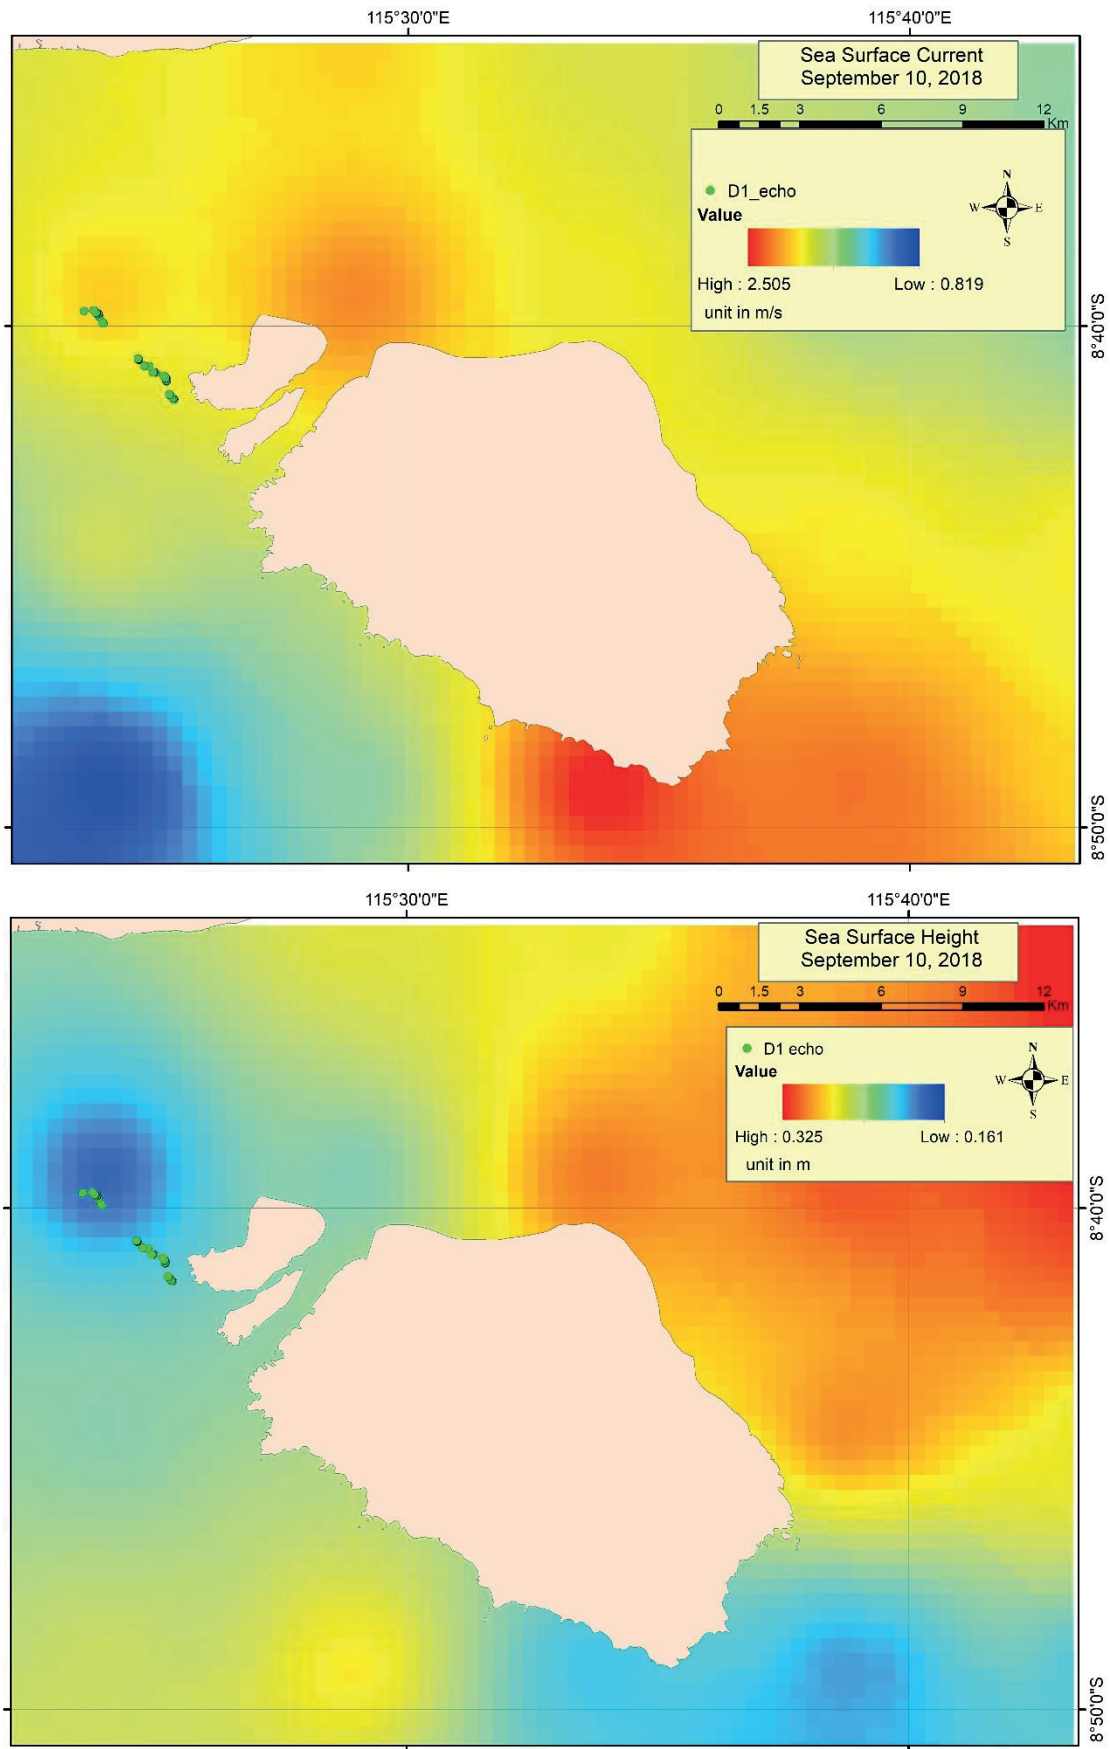 115°30'0"E 115°40'0"E
Sea Surface Current
September 10, 2018
0 1.5 3 6 9 12
Km
D1_echo
Value
N
W E
S
High : 2.505 Low : 0.819
unit in m/s
8°40'0"S
8°50'0"S
115°30'0"E 115°40'0"E
Sea Surface Height
September 10, 2018
0 1.5 3 6 9 12
Km
D1 echo
Value
N
W E
S
High : 0.325 Low : 0.161
unit in m
8°40'0"S
8°50'0"S